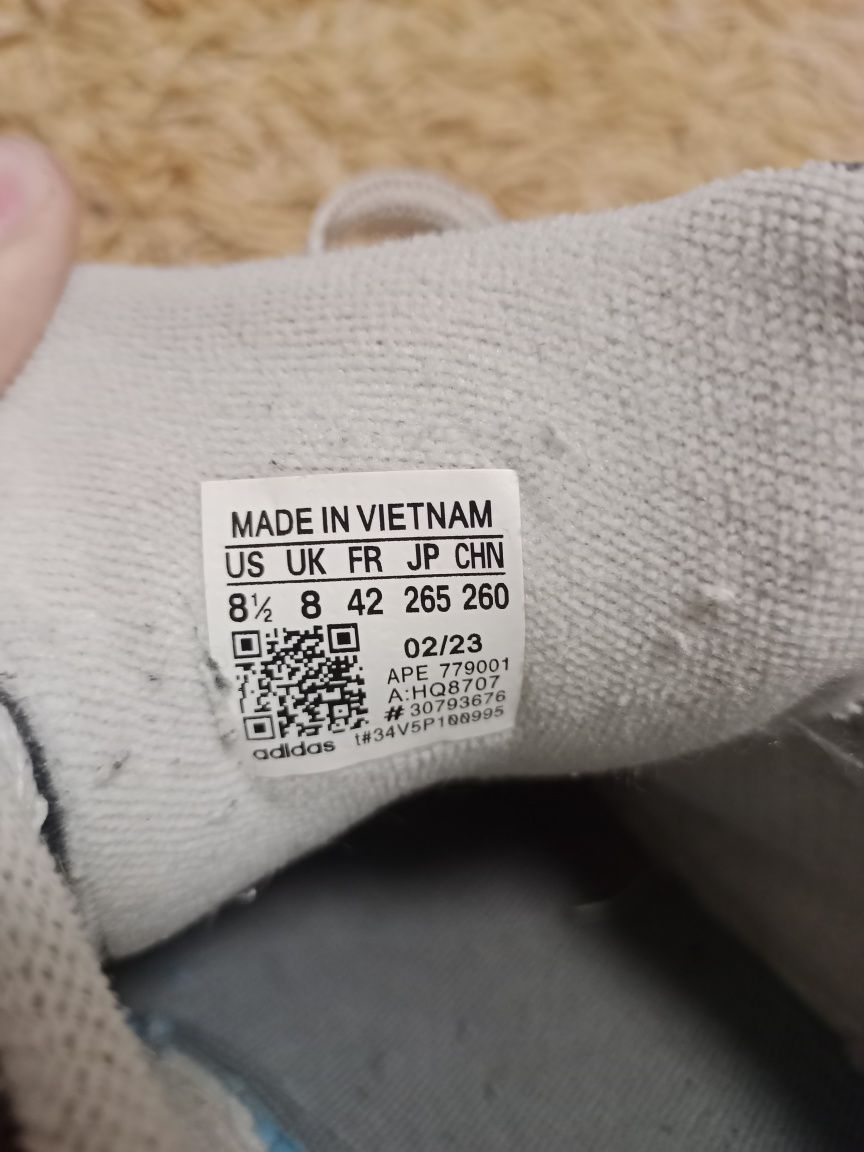 MADE IN VIETNAM
US UK FR JP CHN
8½ 8 42 265 260
02/23
APE 779001
A:HQ8707
# 30793676
t#34V5P100995
adidas